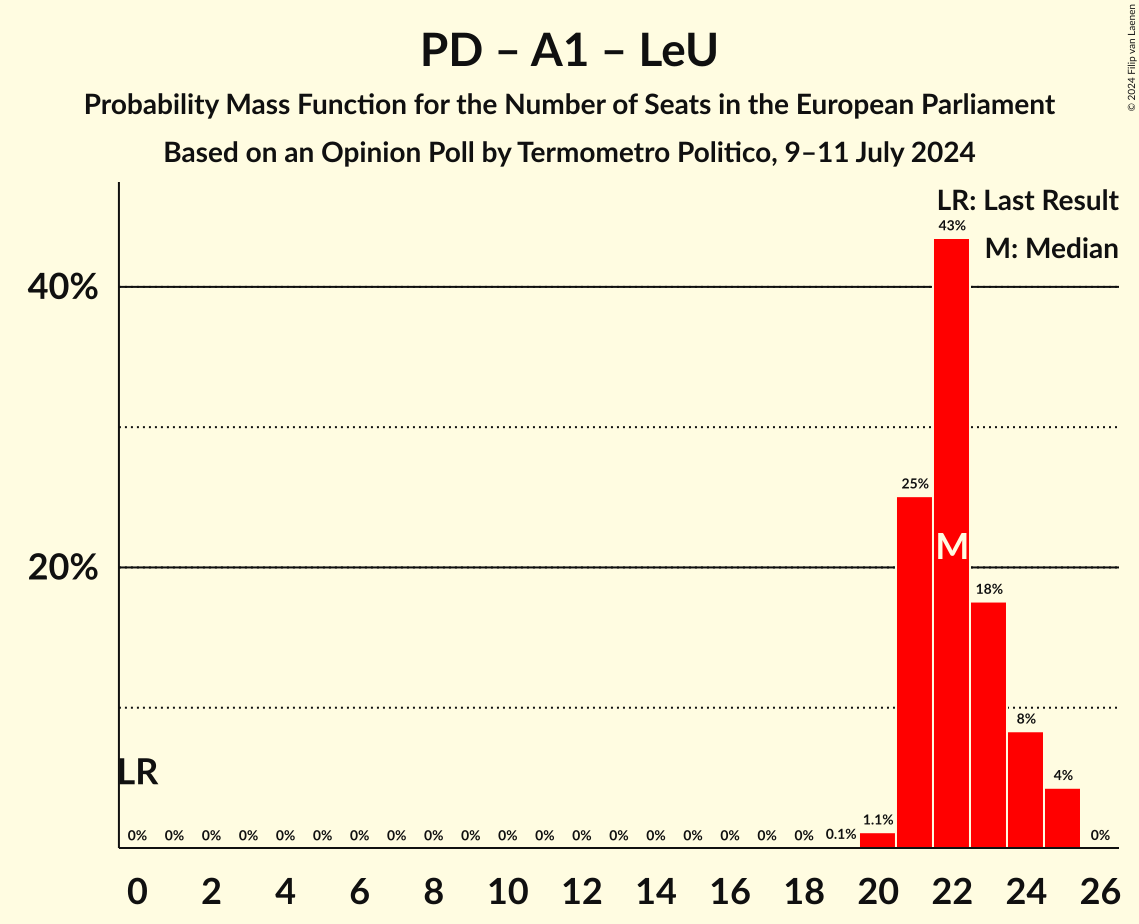 PD – A1 – LeU
Probability Mass Function for the Number of Seats in the European Parliament
Based on an Opinion Poll by Termometro Politico, 9–11 July 2024
© 2024 Filip van Laenen
LR: Last Result
M: Median
43%
40%
25%
M
20%
18%
8%
LR
4%
0% 0% 0% 0% 0% 0% 0% 0% 0% 0% 0% 0% 0% 0% 0% 0% 0% 0% 0% 0.1% 1.1% 0%
0 2 4 6 8 10 12 14 16 18 20 22 24 26